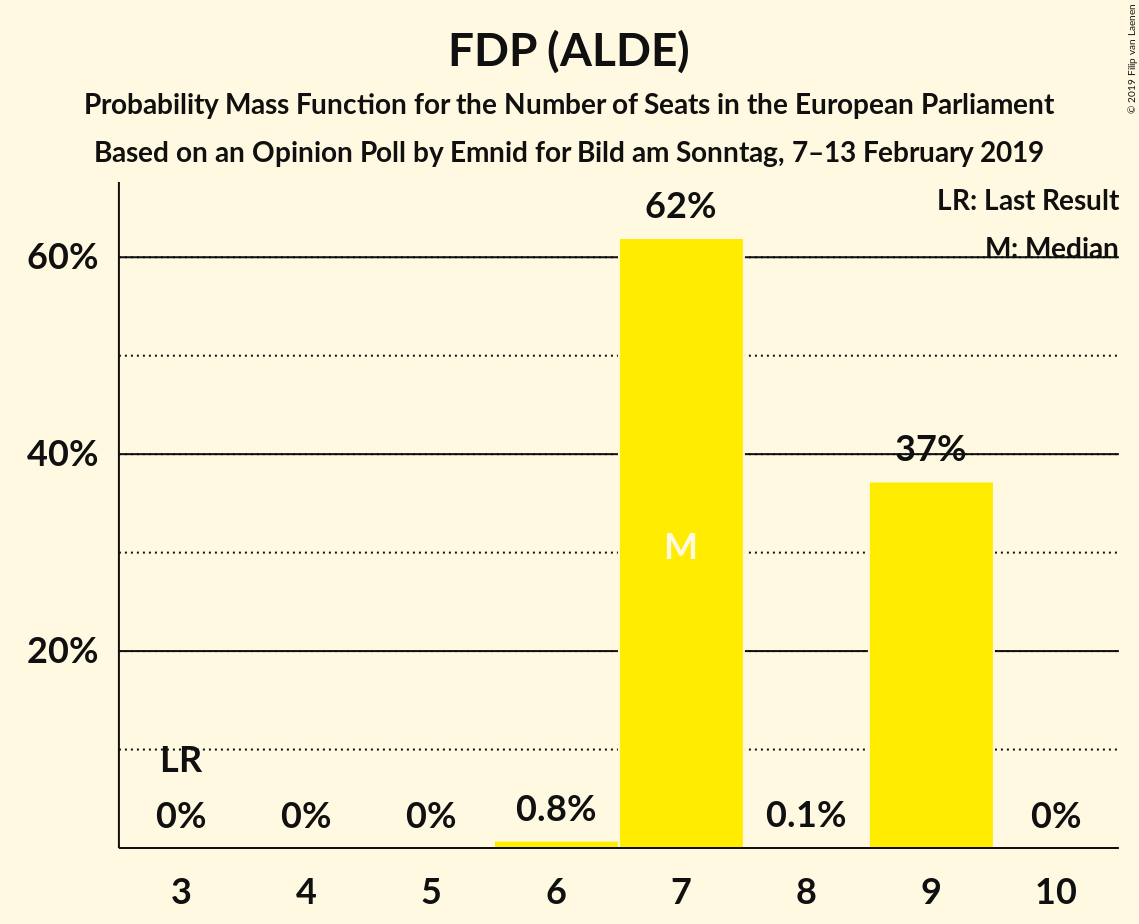 FDP (ALDE)
Probability Mass Function for the Number of Seats in the European Parliament
Based on an Opinion Poll by Emnid for Bild am Sonntag, 7–13 February 2019
© 2019 Filip van Laenen
LR: Last Result
M: Median
62%
60%
37%
40%
M
20%
LR
0%
0%
0%
0.8%
0.1%
0%
3
4
5
6
7
8
9
10